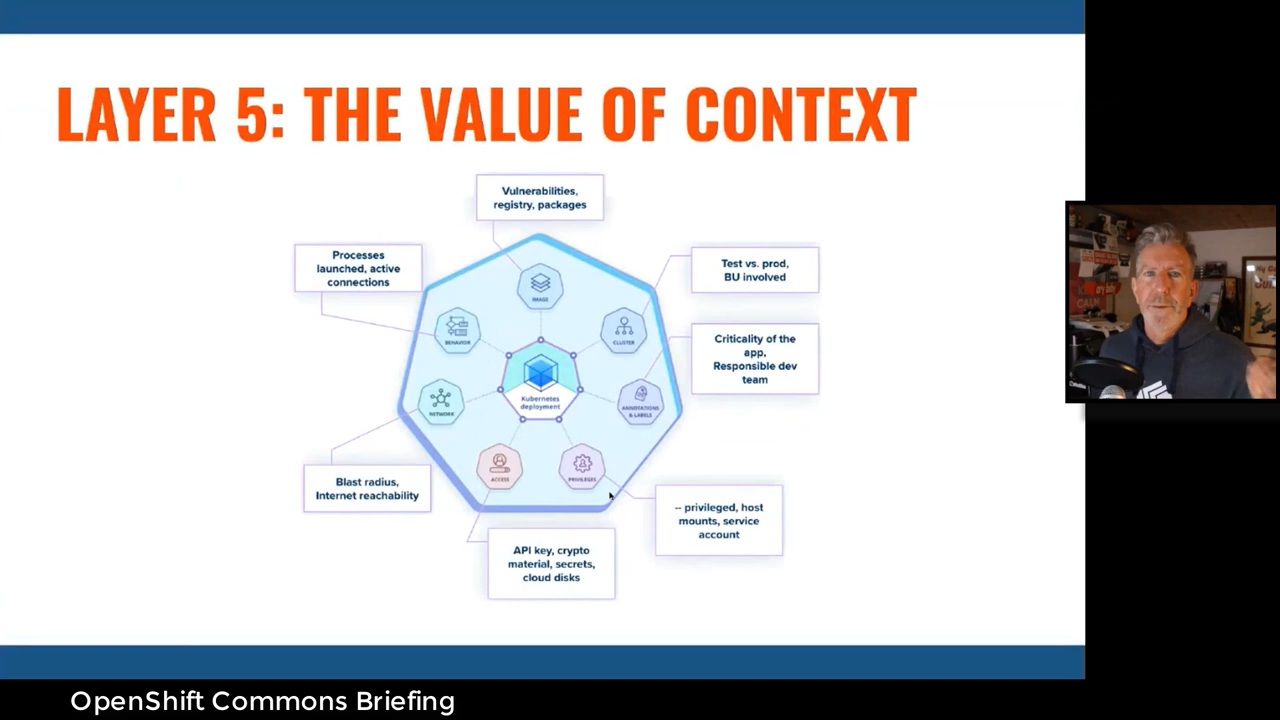 LAYER 5: THE VALUE OF CONTEXT
Vulnerabilities,
registry, packages
Processes
launched, active
connections
Test vs. prod,
BU involved
Criticality of the
app,
Responsible dev
team
IMAGE
BEHAVIOR
CLUSTER
Kubernetes
deployment
NETWORK
ANNOTATIONS
& LABELS
ACCESS
PRIVILEGES
Blast radius,
Internet reachability
-- privileged, host
mounts, service
account
API key, crypto
material, secrets,
cloud disks
CALM
OpenShift Commons Briefing